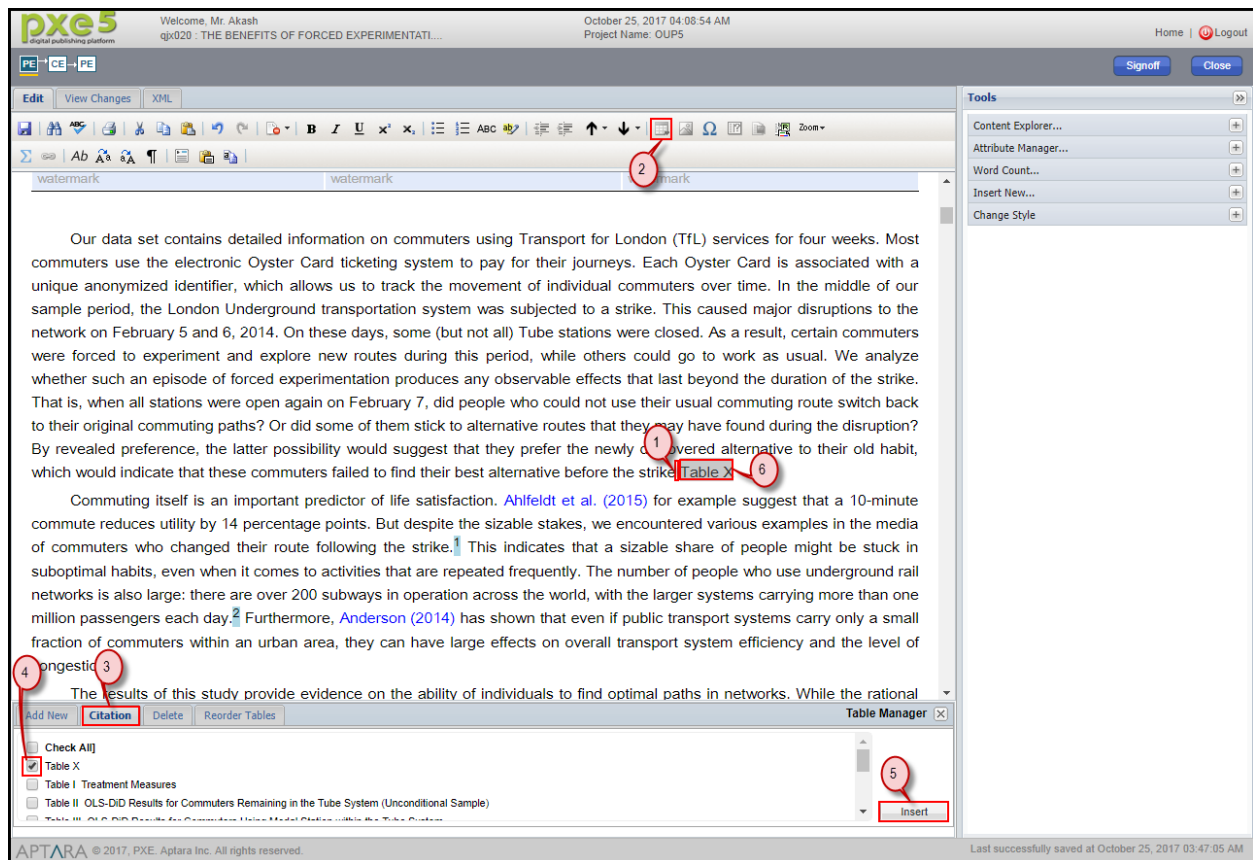 pxe5
digital publishing platform
Welcome, Mr. Akash
qjx020 : THE BENEFITS OF FORCED EXPERIMENTATI....
October 25, 2017 04:08:54 AM
Project Name: OUP5
Home | Logout
PE → CE → PE
Signoff Close
Edit View Changes XML
ABC B I U x² x₂ ABC ab Ω Zoom
Σ Ab Aa aA ¶
2
watermark watermark mark
Our data set contains detailed information on commuters using Transport for London (TfL) services for four weeks. Most
commuters use the electronic Oyster Card ticketing system to pay for their journeys. Each Oyster Card is associated with a
unique anonymized identifier, which allows us to track the movement of individual commuters over time. In the middle of our
sample period, the London Underground transportation system was subjected to a strike. This caused major disruptions to the
network on February 5 and 6, 2014. On these days, some (but not all) Tube stations were closed. As a result, certain commuters
were forced to experiment and explore new routes during this period, while others could go to work as usual. We analyze
whether such an episode of forced experimentation produces any observable effects that last beyond the duration of the strike.
That is, when all stations were open again on February 7, did people who could not use their usual commuting route switch back
to their original commuting paths? Or did some of them stick to alternative routes that they may have found during the disruption?
By revealed preference, the latter possibility would suggest that they prefer the newly d overed alternative to their old habit,
which would indicate that these commuters failed to find their best alternative before the strike Table X
1
6
Commuting itself is an important predictor of life satisfaction. Ahlfeldt et al. (2015) for example suggest that a 10-minute
commute reduces utility by 14 percentage points. But despite the sizable stakes, we encountered various examples in the media
of commuters who changed their route following the strike.1 This indicates that a sizable share of people might be stuck in
suboptimal habits, even when it comes to activities that are repeated frequently. The number of people who use underground rail
networks is also large: there are over 200 subways in operation across the world, with the larger systems carrying more than one
million passengers each day.2 Furthermore, Anderson (2014) has shown that even if public transport systems carry only a small
fraction of commuters within an urban area, they can have large effects on overall transport system efficiency and the level of
ongestic
4
3
The results of this study provide evidence on the ability of individuals to find optimal paths in networks. While the rational
Add New Citation Delete Reorder Tables Table Manager
Check All]
Table X
Table I Treatment Measures
Table II OLS-DiD Results for Commuters Remaining in the Tube System (Unconditional Sample)
Table III OLS-DiD Results for Commuters Using Modal Station within the Tube System
5
Insert
Tools
Content Explorer...
Attribute Manager...
Word Count...
Insert New...
Change Style
APTARA © 2017, PXE. Aptara Inc. All rights reserved.
Last successfully saved at October 25, 2017 03:47:05 AM